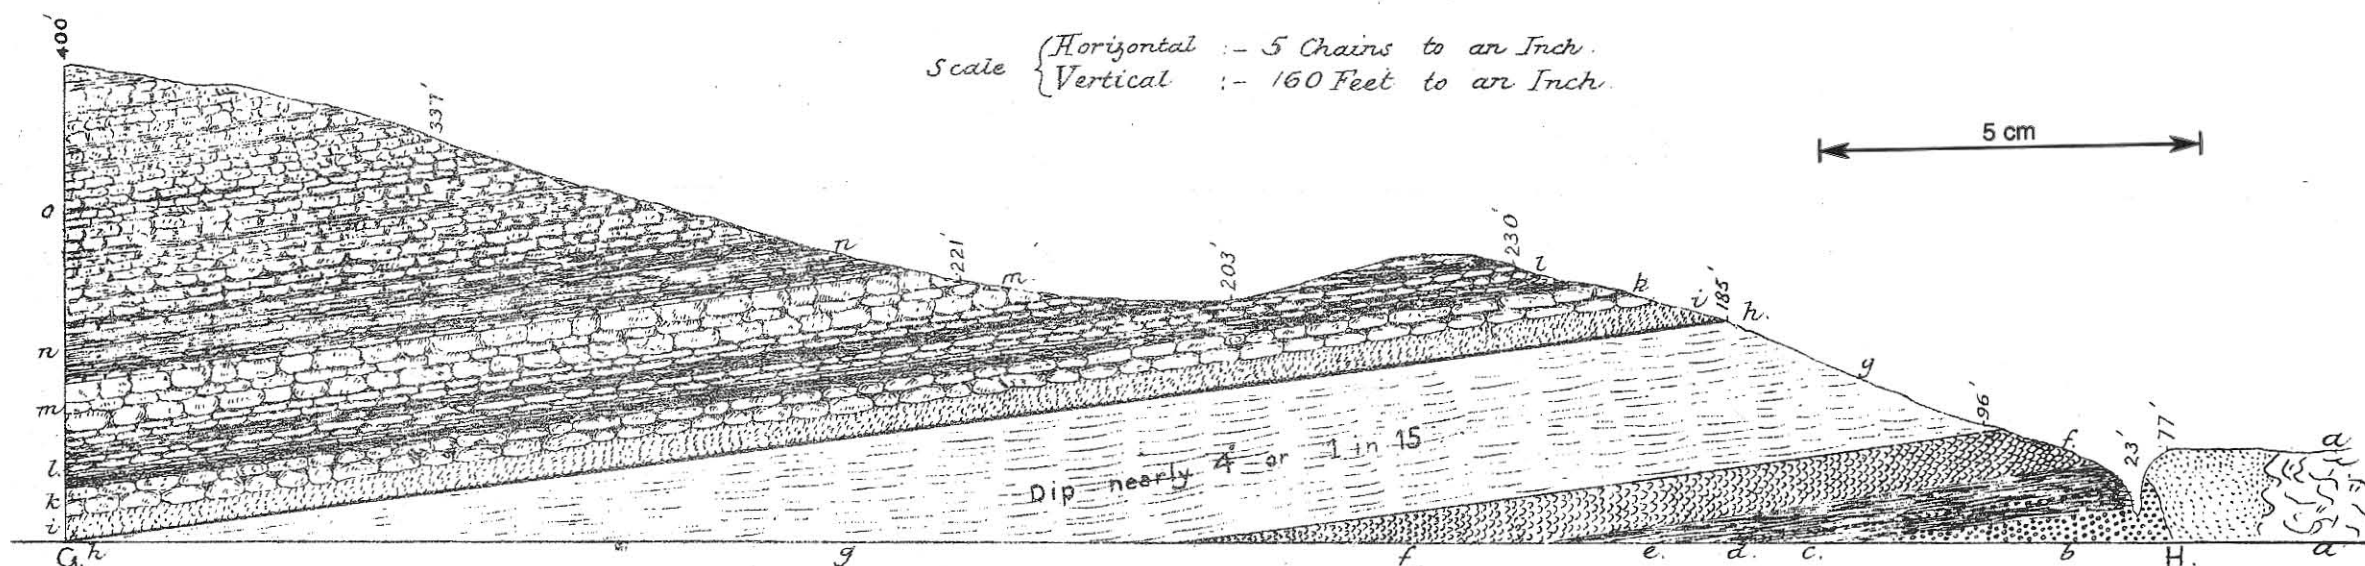 400'
Scale { Horizontal :- 5 Chains to an Inch.
Vertical :- 160 Feet to an Inch.
337'
5 cm
o
n
221'
m.
203'
230'
l
k.
i
185'
h.
g
n
m
l.
k
i
96'
f.
23'
77'
a
Dip nearly 4° or 1 in 15
G. h
g
f
e.
d.
c.
b
H.
a